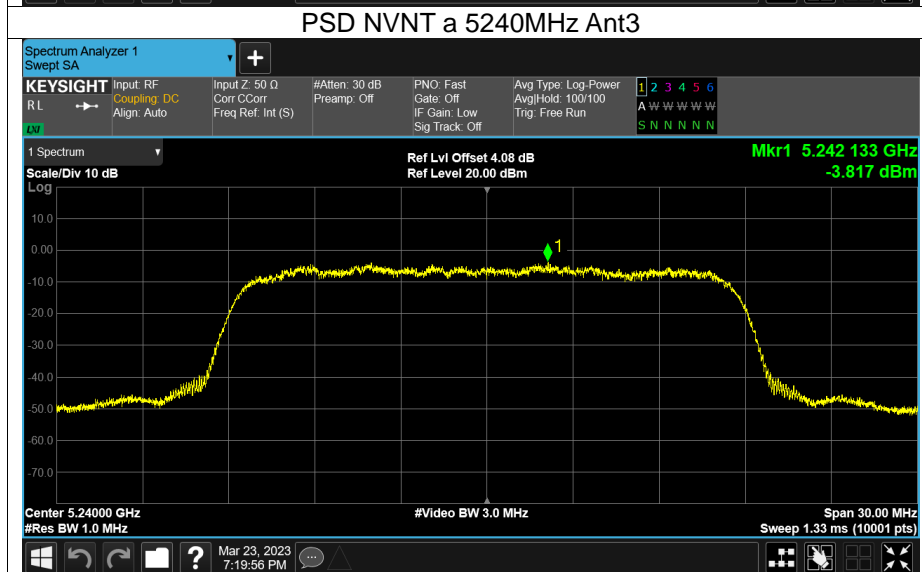 PSD NVNT a 5240MHz Ant3
Spectrum Analyzer 1
Swept SA
+
KEYSIGHT
R L
LXI
Input: RF
Coupling: DC
Align: Auto
Input Z: 50 Ω
Corr CCorr
Freq Ref: Int (S)
#Atten: 30 dB
Preamp: Off
PNO: Fast
Gate: Off
IF Gain: Low
Sig Track: Off
Avg Type: Log-Power
Avg|Hold: 100/100
Trig: Free Run
1 2 3 4 5 6
A W W W W W
S N N N N N
1 Spectrum
Scale/Div 10 dB
Log
Ref Lvl Offset 4.08 dB
Ref Level 20.00 dBm
Mkr1 5.242 133 GHz
-3.817 dBm
10.0
0.00
-10.0
-20.0
-30.0
-40.0
-50.0
-60.0
-70.0
1
Center 5.24000 GHz
#Res BW 1.0 MHz
#Video BW 3.0 MHz
Span 30.00 MHz
Sweep 1.33 ms (10001 pts)
?
Mar 23, 2023
7:19:56 PM